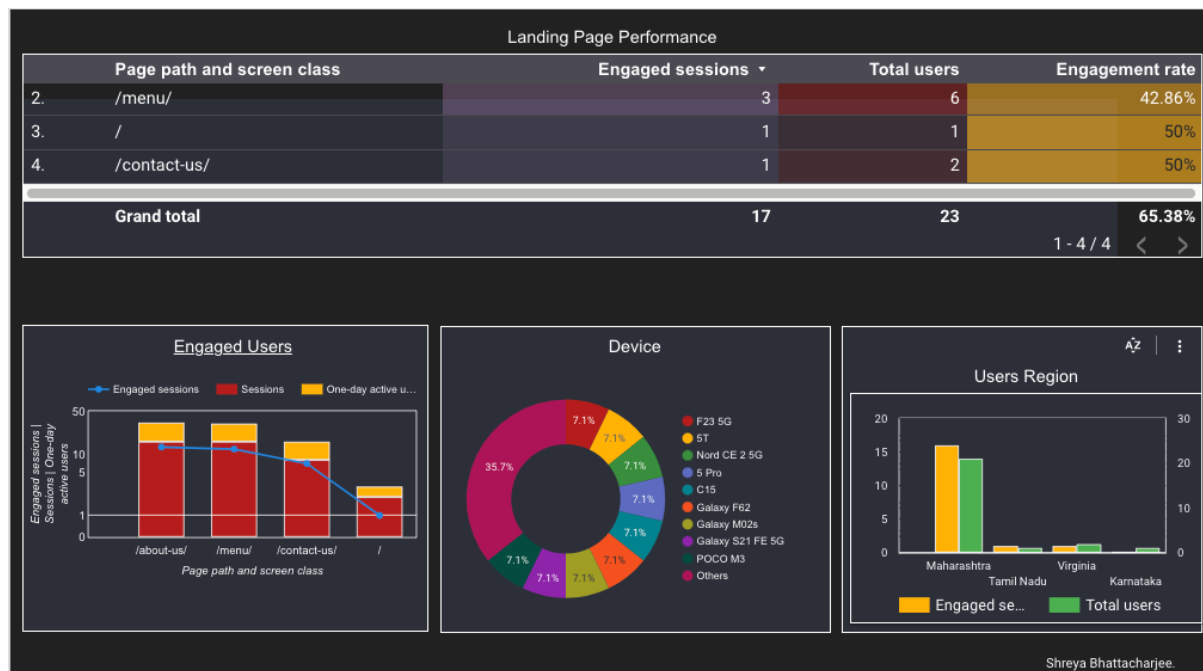 Landing Page Performance
Page path and screen class Engaged sessions Total users Engagement rate
2. /menu/ 3 6 42.86%
3. / 1 1 50%
4. /contact-us/ 1 2 50%
Grand total 17 23 65.38%
1 - 4 / 4
Engaged Users
Engaged sessions Sessions One-day active u…
Engaged sessions |
Sessions | One-day
active users
50
10
5
1
0
/about-us/ /menu/ /contact-us/ /
Page path and screen class
Device
7.1%
7.1%
7.1%
7.1%
7.1%
7.1%
7.1%
7.1%
7.1%
35.7%
F23 5G
5T
Nord CE 2 5G
5 Pro
C15
Galaxy F62
Galaxy M02s
Galaxy S21 FE 5G
POCO M3
Others
AZ
Users Region
20 30
15
20
10
10
5
0 0
Maharashtra Virginia
Tamil Nadu Karnataka
Engaged se… Total users
Shreya Bhattacharjee.